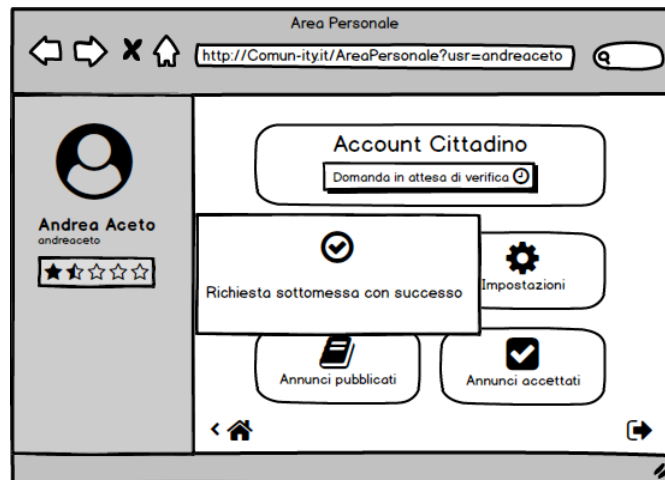 Area Personale
http://Comun-ity.it/AreaPersonale?usr=andreaceto
Account Cittadino
Domanda in attesa di verifica
Andrea Aceto
andreaceto
Richiesta sottomessa con successo
Impostazioni
Annunci pubblicati
Annunci accettati